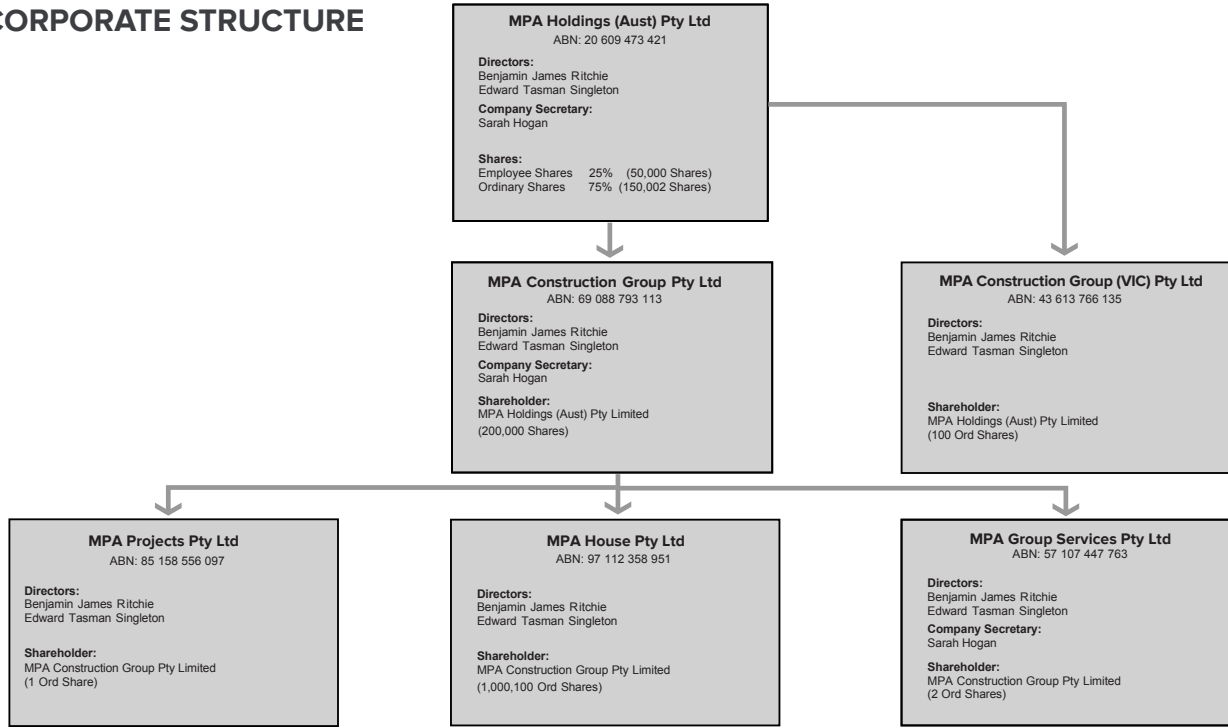 CORPORATE STRUCTURE
MPA Holdings (Aust) Pty Ltd
ABN: 20 609 473 421
Directors:
Benjamin James Ritchie
Edward Tasman Singleton
Company Secretary:
Sarah Hogan
Shares:
Employee Shares 25% (50,000 Shares)
Ordinary Shares 75% (150,002 Shares)
MPA Construction Group Pty Ltd
ABN: 69 088 793 113
Directors:
Benjamin James Ritchie
Edward Tasman Singleton
Company Secretary:
Sarah Hogan
Shareholder:
MPA Holdings (Aust) Pty Limited
(200,000 Shares)
MPA Construction Group (VIC) Pty Ltd
ABN: 43 613 766 135
Directors:
Benjamin James Ritchie
Edward Tasman Singleton
Shareholder:
MPA Holdings (Aust) Pty Limited
(100 Ord Shares)
MPA Projects Pty Ltd
ABN: 85 158 556 097
Directors:
Benjamin James Ritchie
Edward Tasman Singleton
Shareholder:
MPA Construction Group Pty Limited
(1 Ord Share)
MPA House Pty Ltd
ABN: 97 112 358 951
Directors:
Benjamin James Ritchie
Edward Tasman Singleton
Shareholder:
MPA Construction Group Pty Limited
(1,000,100 Ord Shares)
MPA Group Services Pty Ltd
ABN: 57 107 447 763
Directors:
Benjamin James Ritchie
Edward Tasman Singleton
Company Secretary:
Sarah Hogan
Shareholder:
MPA Construction Group Pty Limited
(2 Ord Shares)